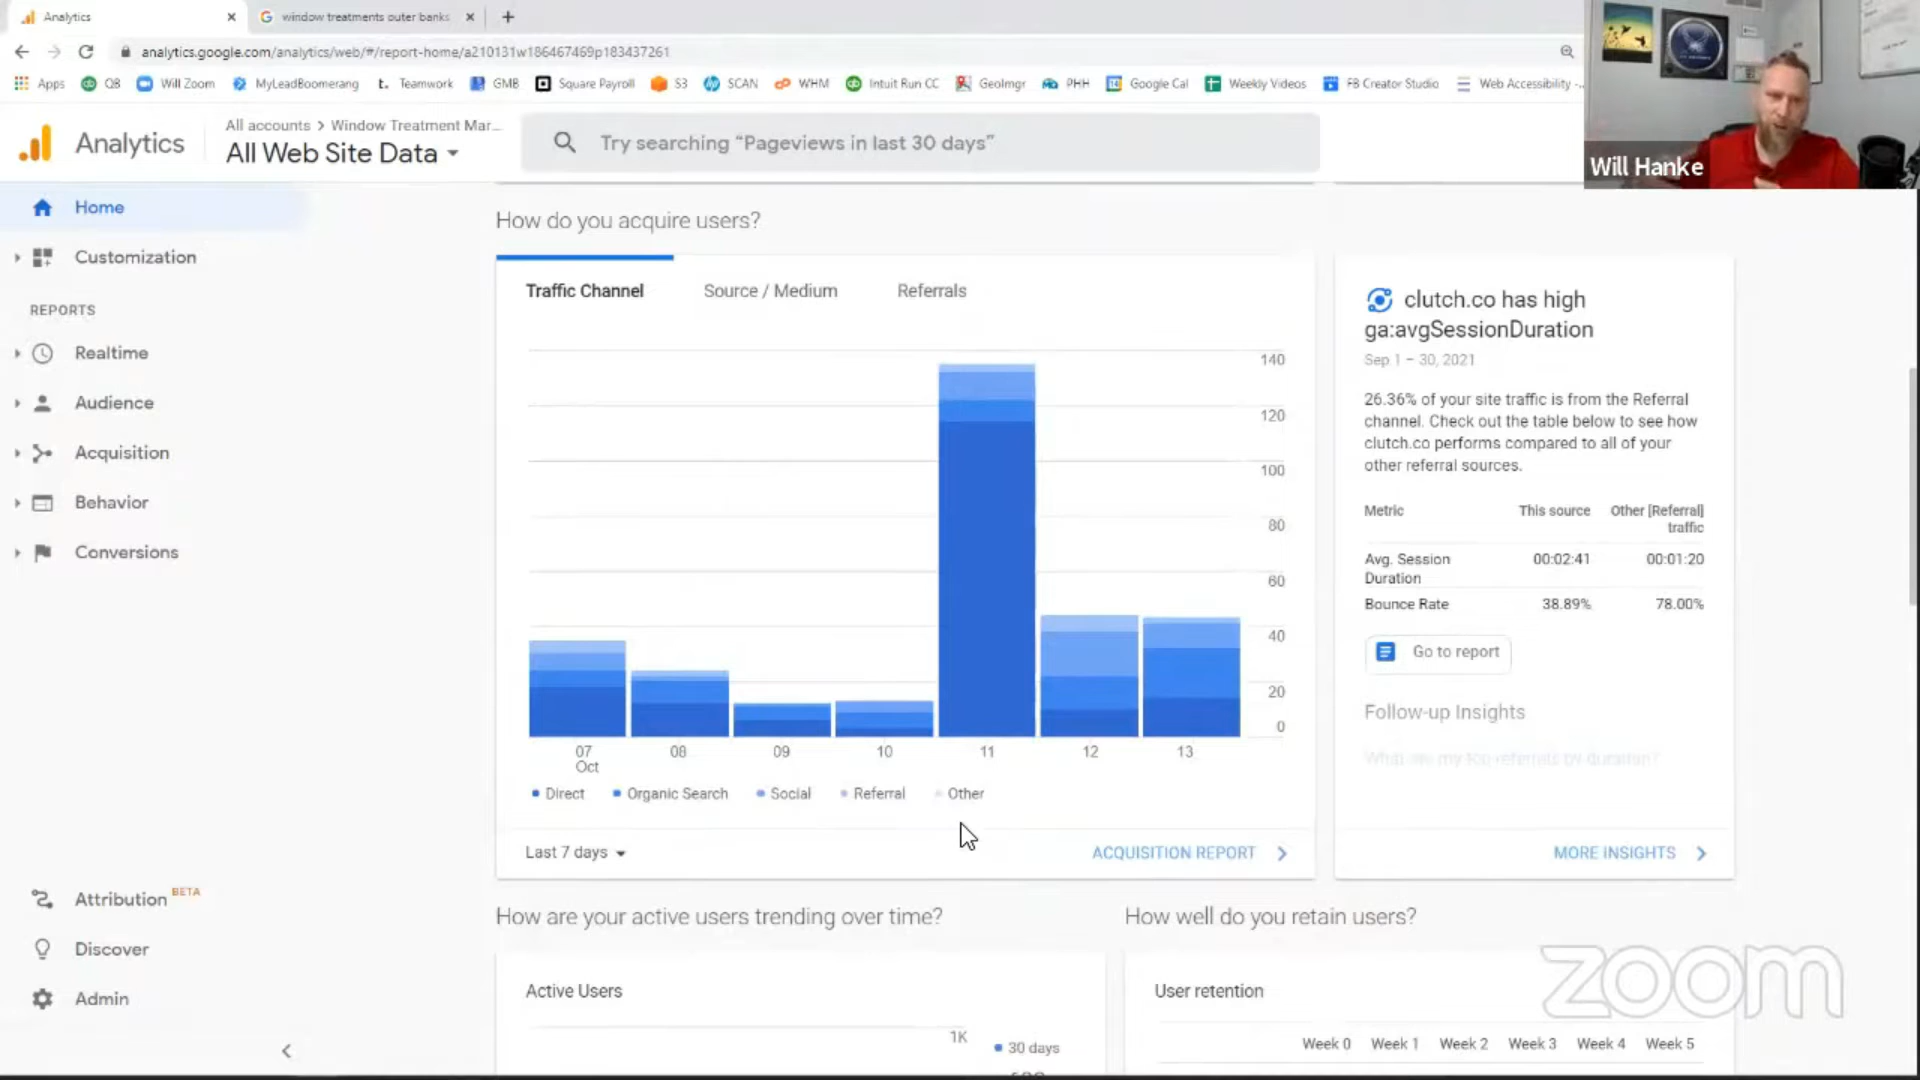 Analytics
window treatments outer banks
analytics.google.com/analytics/web/#/report-home/a210131w186467469p183437261
Apps
QB
Will Zoom
MyLeadBoomerang
t. Teamwork
GMB
Square Payroll
S3
SCAN
WHM
Intuit Run CC
GeoImgr
PHH
Google Cal
Weekly Videos
FB Creator Studio
Web Accessibility -...
Will Hanke
Analytics
All accounts > Window Treatment Mar...
All Web Site Data
Try searching “Pageviews in last 30 days”
Home
Customization
REPORTS
Realtime
Audience
Acquisition
Behavior
Conversions
Attribution BETA
Discover
Admin
How do you acquire users?
Traffic Channel
Source / Medium
Referrals
140
120
100
80
60
40
20
0
07 08 09 10 11 12 13
Oct
Direct Organic Search Social Referral Other
Last 7 days
ACQUISITION REPORT
clutch.co has high
ga:avgSessionDuration
Sep 1 – 30, 2021
26.36% of your site traffic is from the Referral
channel. Check out the table below to see how
clutch.co performs compared to all of your
other referral sources.
Metric This source Other [Referral]
traffic
Avg. Session 00:02:41 00:01:20
Duration
Bounce Rate 38.89% 78.00%
Go to report
Follow-up Insights
What are my top referrals by duration?
MORE INSIGHTS
How are your active users trending over time?
Active Users
1K
30 days
How well do you retain users?
User retention
Week 0 Week 1 Week 2 Week 3 Week 4 Week 5
zoom